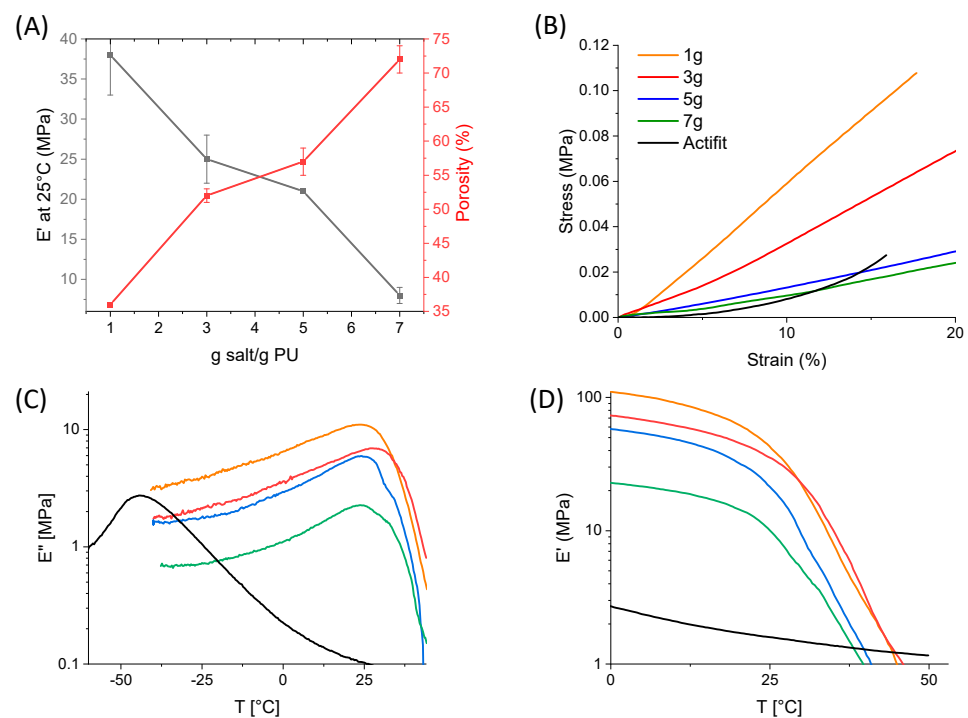 (A)
40
35
30
25
20
15
10
E' at 25°C (MPa)
75
70
65
60
55
50
45
40
35
Porosity (%)
1 2 3 4 5 6 7
g salt/g PU
(B)
0.12
0.10
0.08
0.06
0.04
0.02
0.00
Stress (MPa)
1g
3g
5g
7g
Actifit
0 10 20
Strain (%)
(C)
10
1
0.1
E" [MPa]
-50 -25 0 25
T [°C]
(D)
100
10
1
E' (MPa)
0 25 50
T [°C]